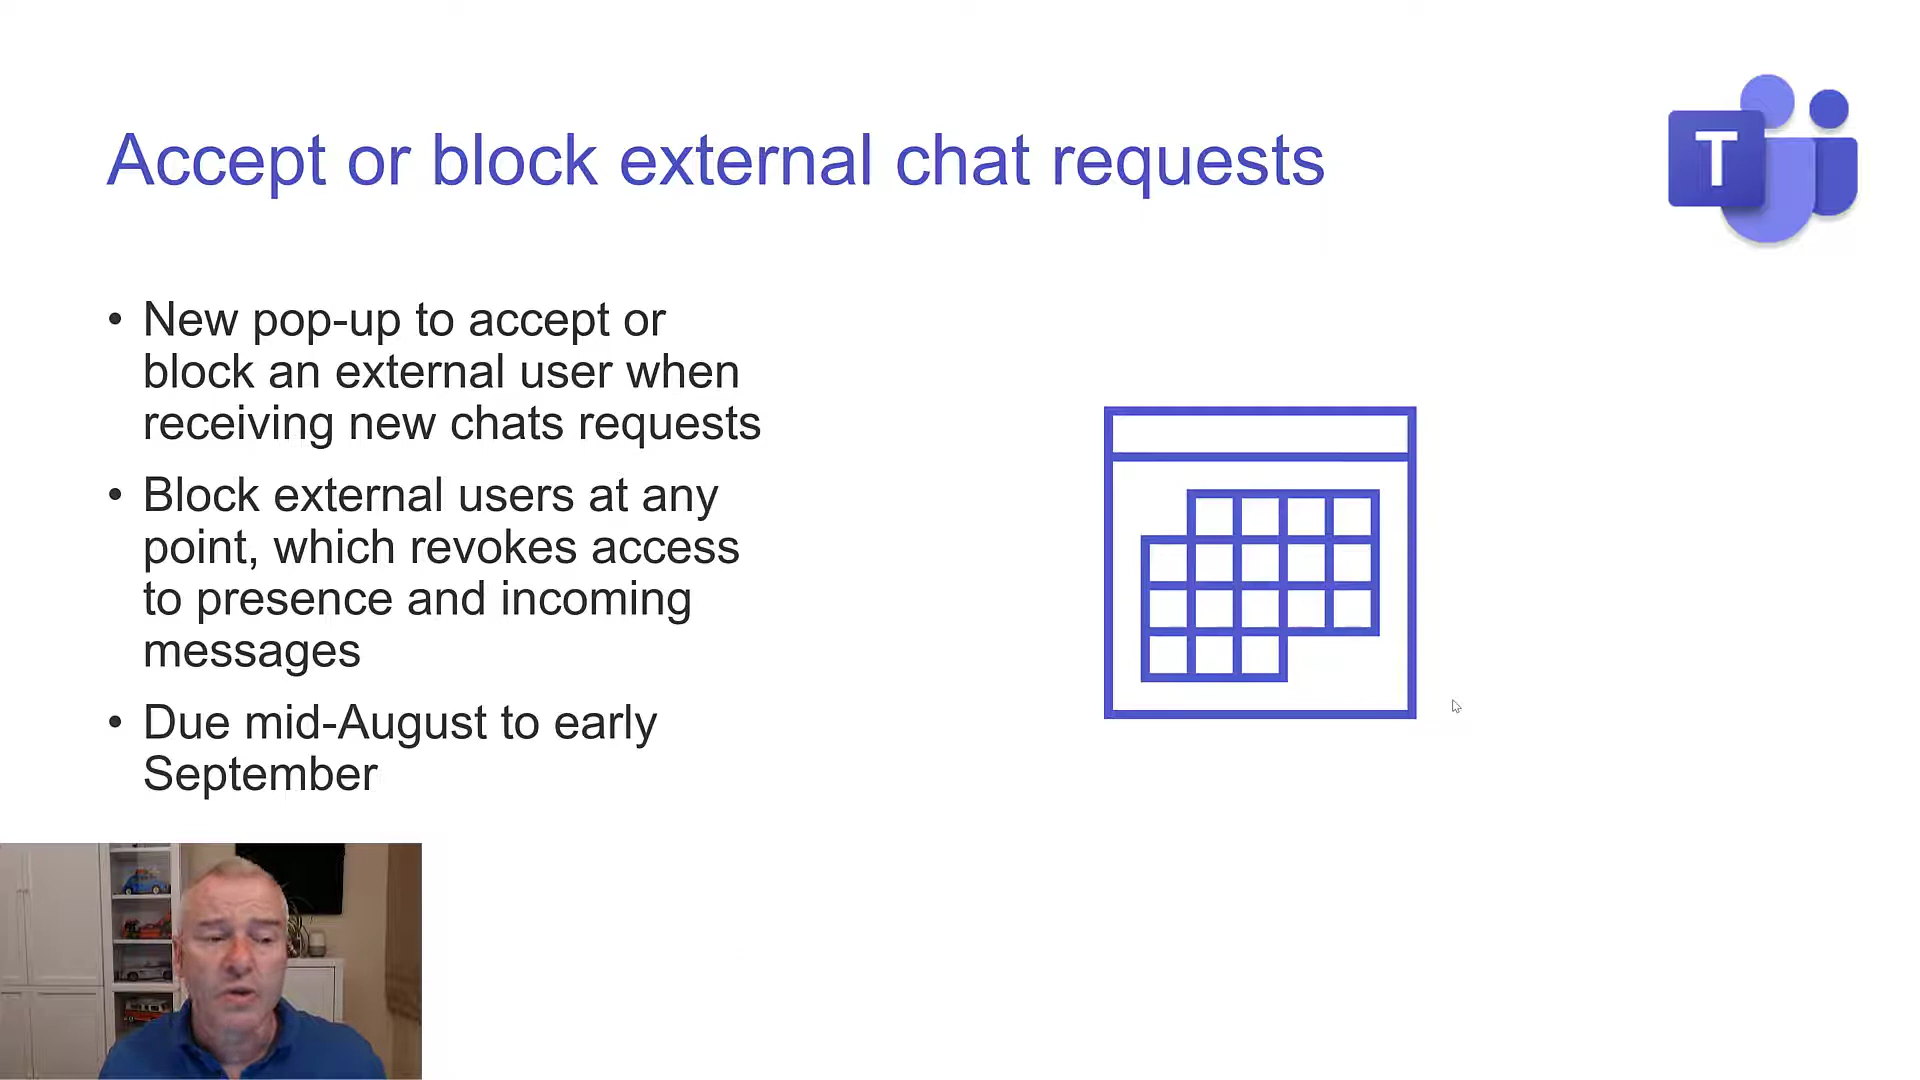 Accept or block external chat requests
T
• New pop-up to accept or
block an external user when
receiving new chats requests
• Block external users at any
point, which revokes access
to presence and incoming
messages
• Due mid-August to early
September